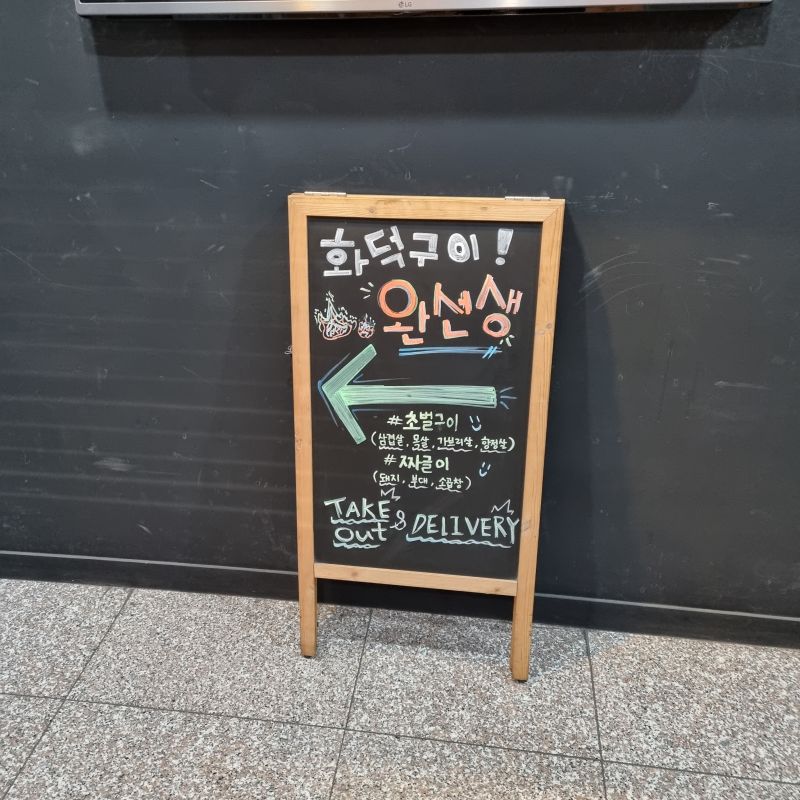 LG
화덕구이!
완선생
#초벌구이
(삼겹살, 목살, 가브리살, 항정살)
#짜글이
(돼지, 부대, 소곱창)
TAKE OUT & DELIVERY